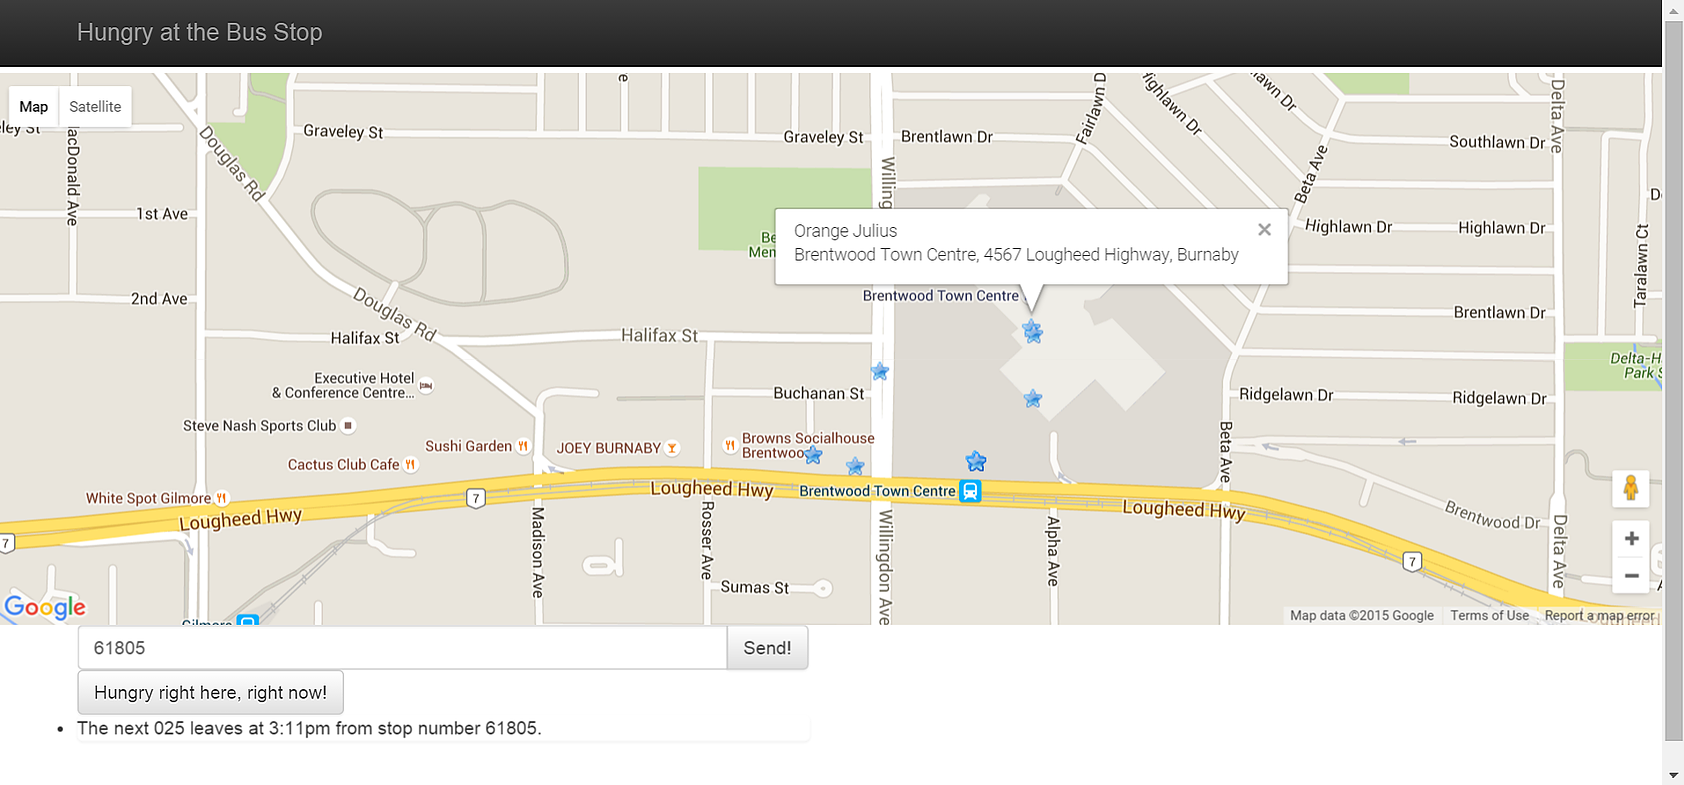 Hungry at the Bus Stop
Map
Satellite
Graveley St
Graveley St
Brentlawn Dr
Fairlawn D
Highlawn Dr
wn Dr
Delta Ave
Southlawn Dr
MacDonald Ave
Douglas Rd
Willing
Beta Ave
1st Ave
Highlawn Dr
Highlawn Dr
Taralawn Ct
Orange Julius
Brentwood Town Centre, 4567 Lougheed Highway, Burnaby
Be
Mem
2nd Ave
Douglas Rd
Brentwood Town Centre
Brentlawn Dr
Halifax St
Halifax St
Delta-H
Park S
Executive Hotel
& Conference Centre...
Buchanan St
Ridgelawn Dr
Ridgelawn Dr
Steve Nash Sports Club
Sushi Garden
JOEY BURNABY
Browns Socialhouse
Brentwoo
Beta Ave
Cactus Club Cafe
White Spot Gilmore
Lougheed Hwy
7
Lougheed Hwy
Brentwood Town Centre
Lougheed Hwy
Brentwood Dr
7
Madison Ave
Rosser Ave
Willingdon Ave
Alpha Ave
Delta Ave
7
Sumas St
Google
Gilmore
Map data ©2015 Google
Terms of Use
Report a map error
61805
Send!
Hungry right here, right now!
The next 025 leaves at 3:11pm from stop number 61805.